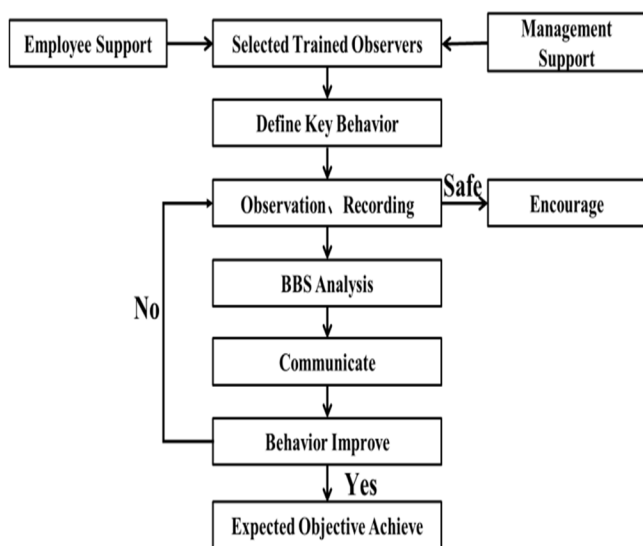 Employee Support
Selected Trained Observers
Management
Support
Define Key Behavior
Observation、Recording
Safe
Encourage
BBS Analysis
No
Communicate
Behavior Improve
Yes
Expected Objective Achieve